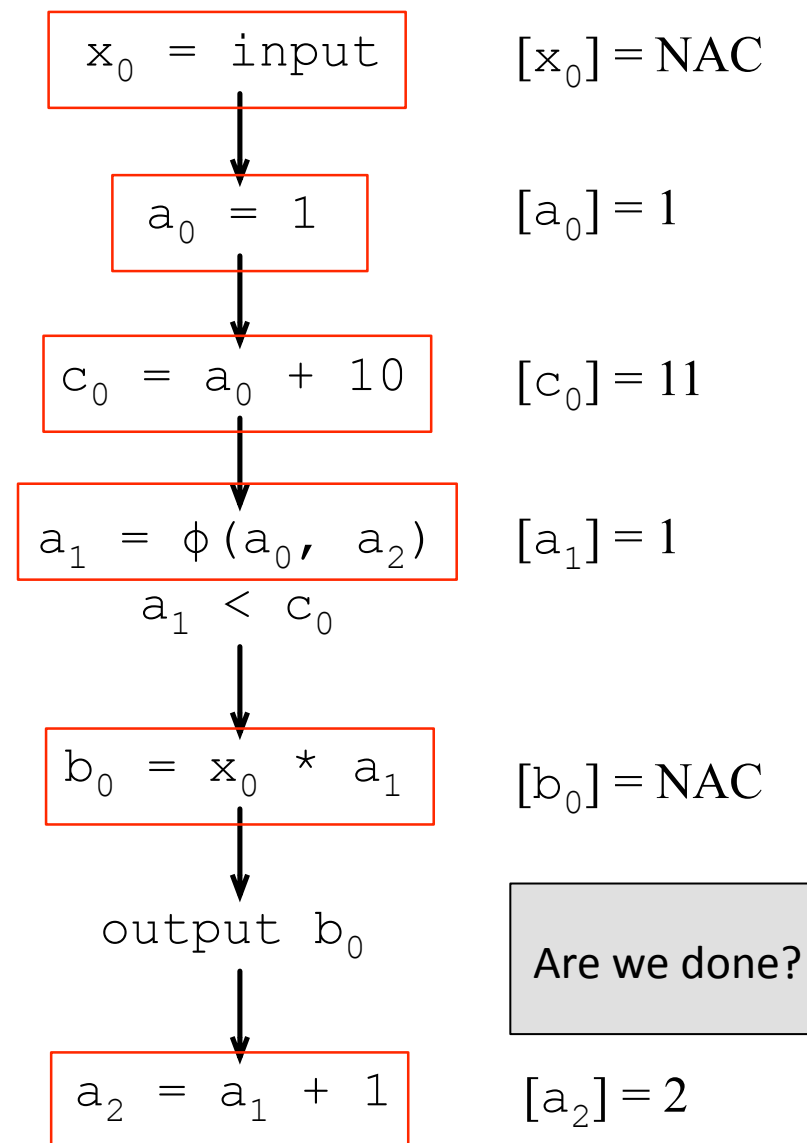 x₀ = input [x₀] = NAC
a₀ = 1 [a₀] = 1
c₀ = a₀ + 10 [c₀] = 11
a₁ = ϕ(a₀, a₂) [a₁] = 1
a₁ < c₀
b₀ = x₀ * a₁ [b₀] = NAC
output b₀
Are we done?
a₂ = a₁ + 1 [a₂] = 2